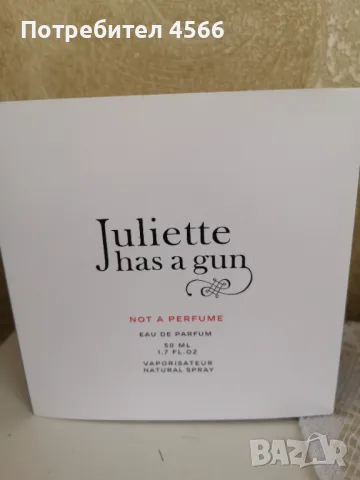 Потребител 4566
Juliette
has a gun
NOT A PERFUME
EAU DE PARFUM
50 ML
1.7 FL.OZ
VAPORISATEUR
NATURAL SPRAY
BAZAR